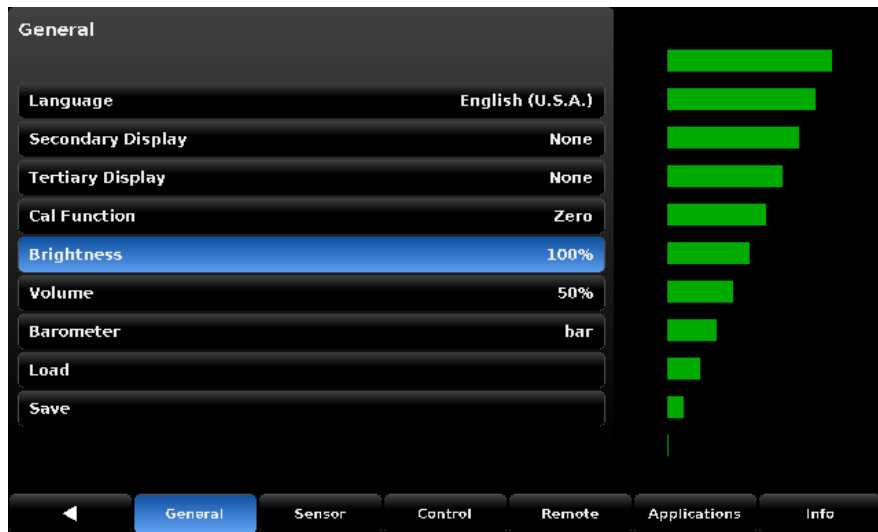 General
Language English (U.S.A.)
Secondary Display None
Tertiary Display None
Cal Function Zero
Brightness 100%
Volume 50%
Barometer bar
Load
Save
General Sensor Control Remote Applications Info